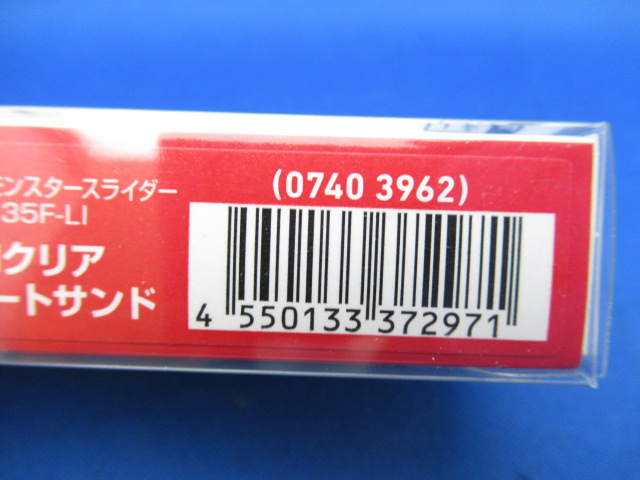 (0740 3962)
ンスタースライダー
35F-LI
クリア
ートサンド
4 550133 372971